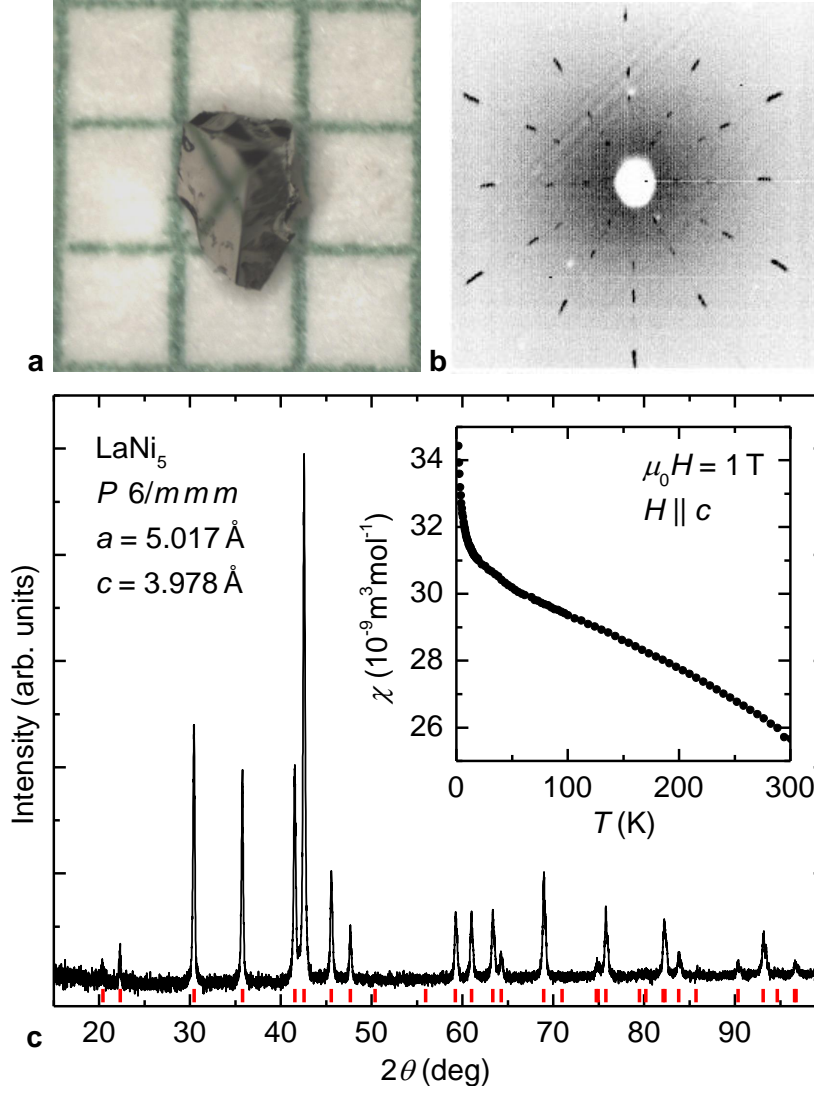 a
b
LaNi₅
P 6/mmm
a = 5.017 Å
c = 3.978 Å
Intensity (arb. units)
34
32
30
28
26
χ (10⁻⁹m³mol⁻¹)
μ₀H = 1 T
H || c
0 100 200 300
T (K)
c
20 30 40 50 60 70 80 90
2θ (deg)